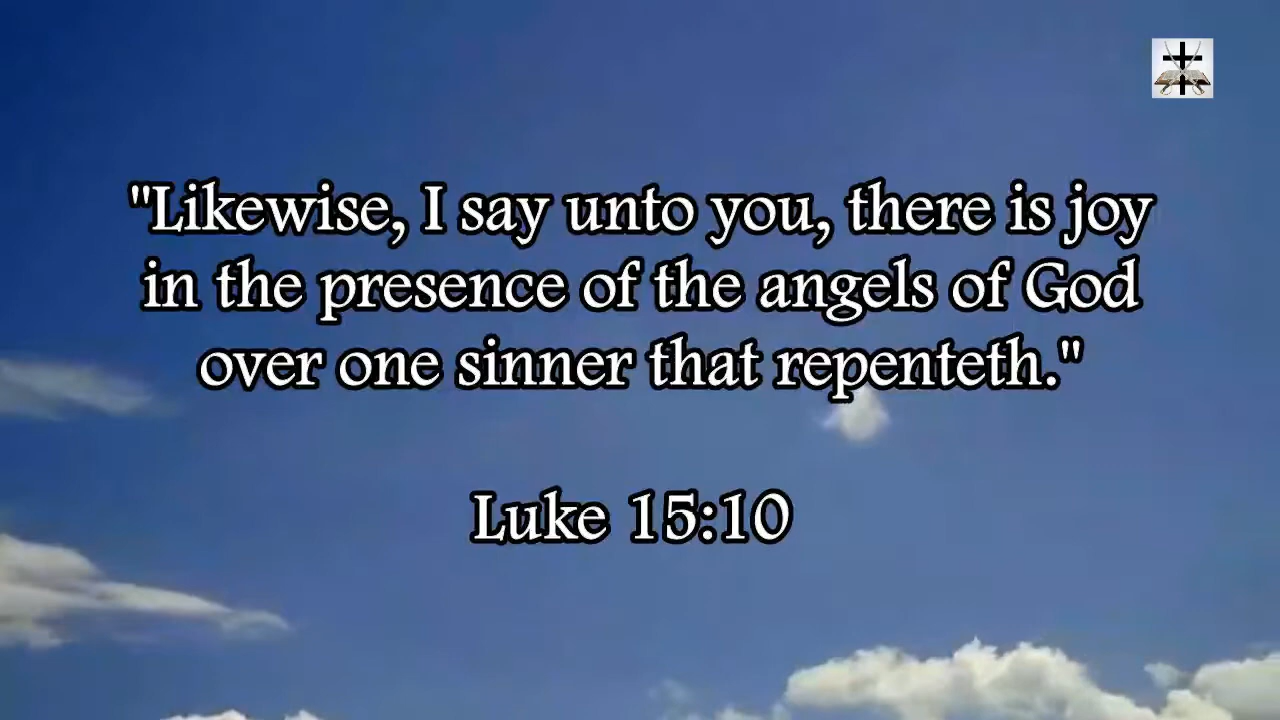 "Likewise, I say unto you, there is joy
in the presence of the angels of God
over one sinner that repenteth."
Luke 15:10